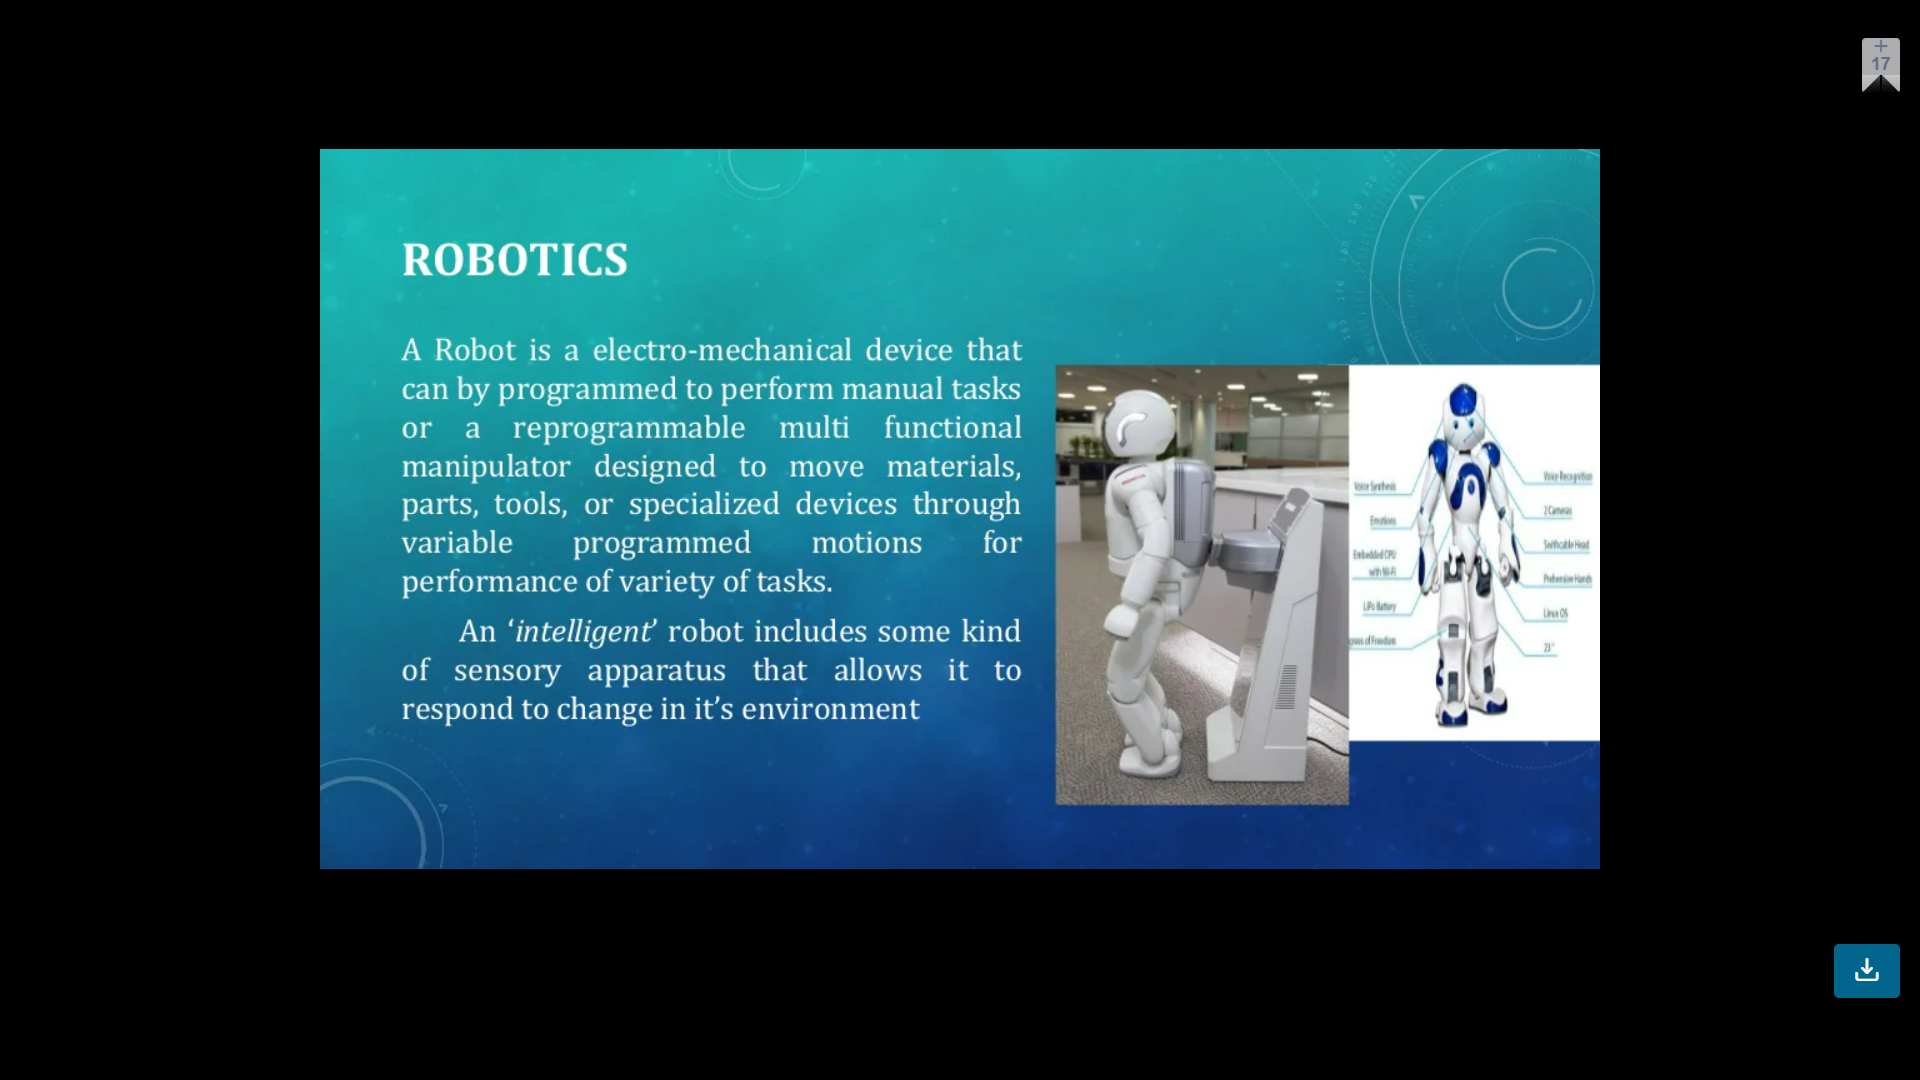 +
17
ROBOTICS
A Robot is a electro-mechanical device that
can by programmed to perform manual tasks
or a reprogrammable multi functional
manipulator designed to move materials,
parts, tools, or specialized devices through
variable programmed motions for
performance of variety of tasks.
An ‘intelligent’ robot includes some kind
of sensory apparatus that allows it to
respond to change in it’s environment
Voice Synthesis
Emotions
Embedded CPU
with Wi-Fi
LiPo Battery
of Freedom
Voice Recognition
2 Cameras
Swithcable Head
Prehensive Hands
Linux OS
23"